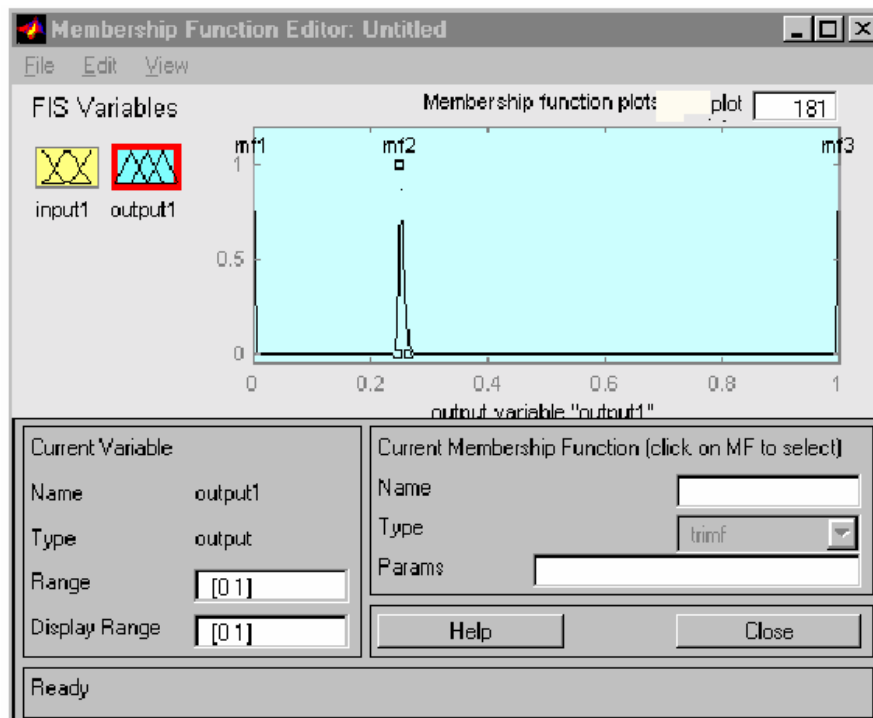 Membership Function Editor: Untitled
File Edit View
FIS Variables
Membership function plots plot 181
mf1 mf2 mf3
1
0.5
0
0 0.2 0.4 0.6 0.8 1
output variable "output1"
input1 output1
Current Variable
Name output1
Type output
Range [0 1]
Display Range [0 1]
Current Membership Function (click on MF to select)
Name
Type trimf
Params
Help Close
Ready